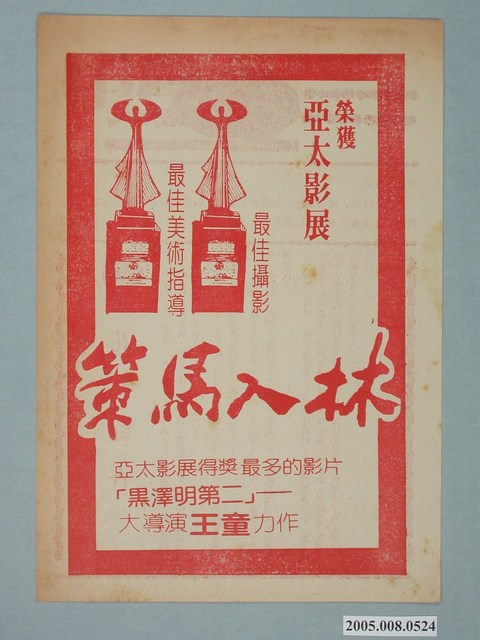 榮獲
亞太影展
最佳攝影
最佳美術指導
策馬入林
亞太影展得獎最多的影片
「黑澤明第二」──
大導演王童力作
2005.008.0524